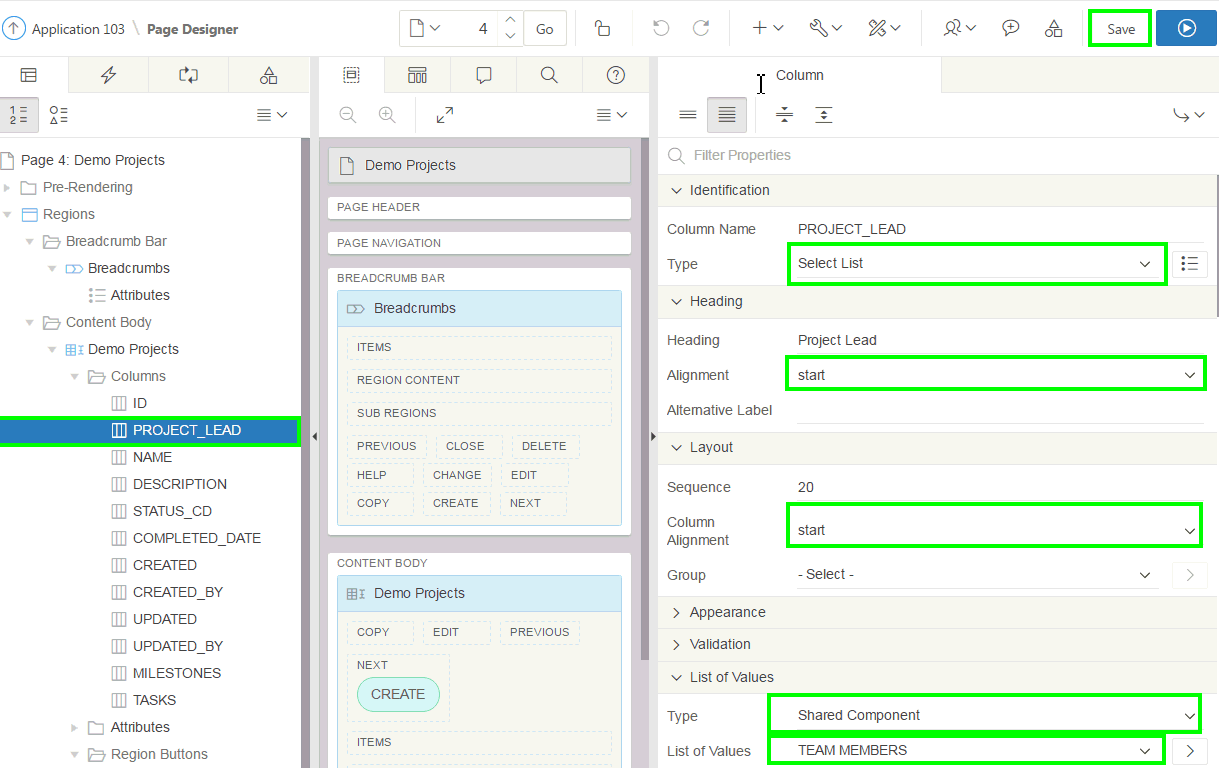 Application 103 \ Page Designer
4
Go
Save
Column
Filter Properties
Page 4: Demo Projects
Pre-Rendering
Regions
Breadcrumb Bar
Breadcrumbs
Attributes
Content Body
Demo Projects
Columns
ID
PROJECT_LEAD
NAME
DESCRIPTION
STATUS_CD
COMPLETED_DATE
CREATED
CREATED_BY
UPDATED
UPDATED_BY
MILESTONES
TASKS
Attributes
Region Buttons
Demo Projects
PAGE HEADER
PAGE NAVIGATION
BREADCRUMB BAR
Breadcrumbs
ITEMS
REGION CONTENT
SUB REGIONS
PREVIOUS CLOSE DELETE
HELP CHANGE EDIT
COPY CREATE NEXT
CONTENT BODY
Demo Projects
COPY EDIT PREVIOUS
NEXT
CREATE
ITEMS
Identification
Column Name PROJECT_LEAD
Type Select List
Heading
Heading Project Lead
Alignment start
Alternative Label
Layout
Sequence 20
Column
Alignment start
Group - Select -
Appearance
Validation
List of Values
Type Shared Component
List of Values TEAM MEMBERS